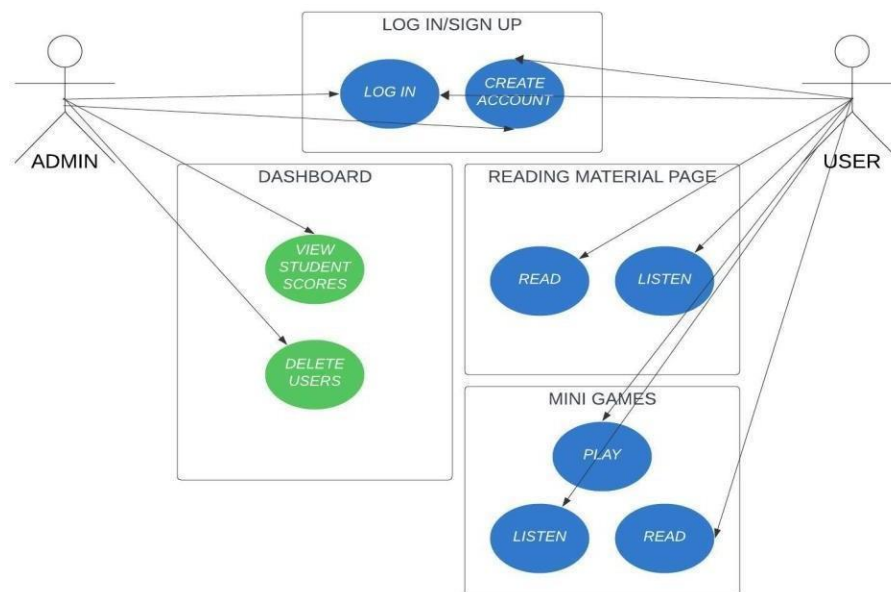 LOG IN/SIGN UP
LOG IN
CREATE
ACCOUNT
ADMIN
USER
DASHBOARD
VIEW
STUDENT
SCORES
DELETE
USERS
READING MATERIAL PAGE
READ
LISTEN
MINI GAMES
PLAY
LISTEN
READ